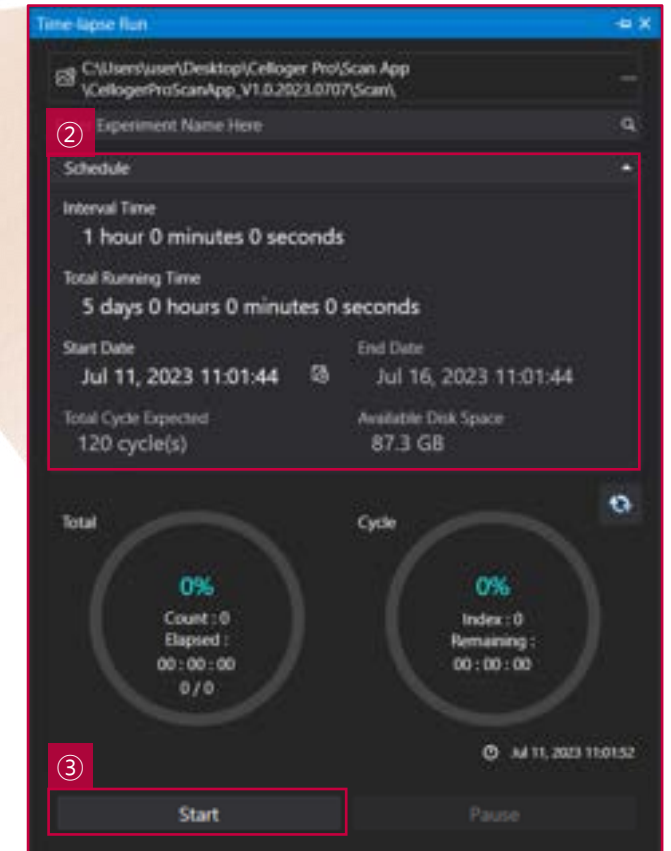 Time-lapse Run
C:\Users\user\Desktop\Celloger Pro\Scan App
\CellogerProScanApp_V1.0.2023.0707\Scan\
②
Experiment Name Here
Schedule
Interval Time
1 hour 0 minutes 0 seconds
Total Running Time
5 days 0 hours 0 minutes 0 seconds
Start Date End Date
Jul 11, 2023 11:01:44 Jul 16, 2023 11:01:44
Total Cycle Expected Available Disk Space
120 cycle(s) 87.3 GB
Total Cycle
0% 0%
Count : 0 Index : 0
Elapsed : Remaining :
00 : 00 : 00 00 : 00 : 00
0 / 0
Jul 11, 2023 11:01:52
③
Start Pause